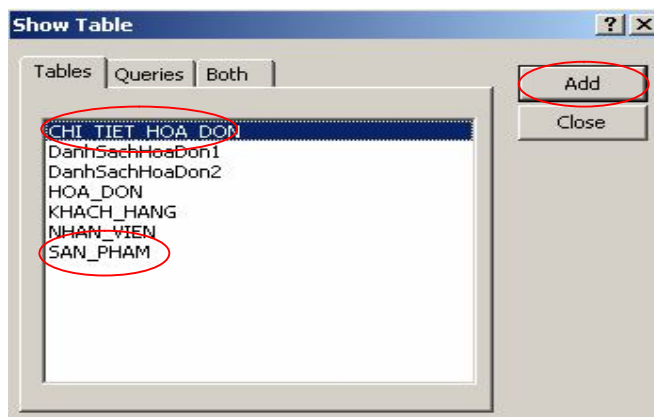 Show Table
Tables Queries Both
Add
Close
CHI_TIET_HOA_DON
DanhSachHoaDon1
DanhSachHoaDon2
HOA_DON
KHACH_HANG
NHAN_VIEN
SAN_PHAM